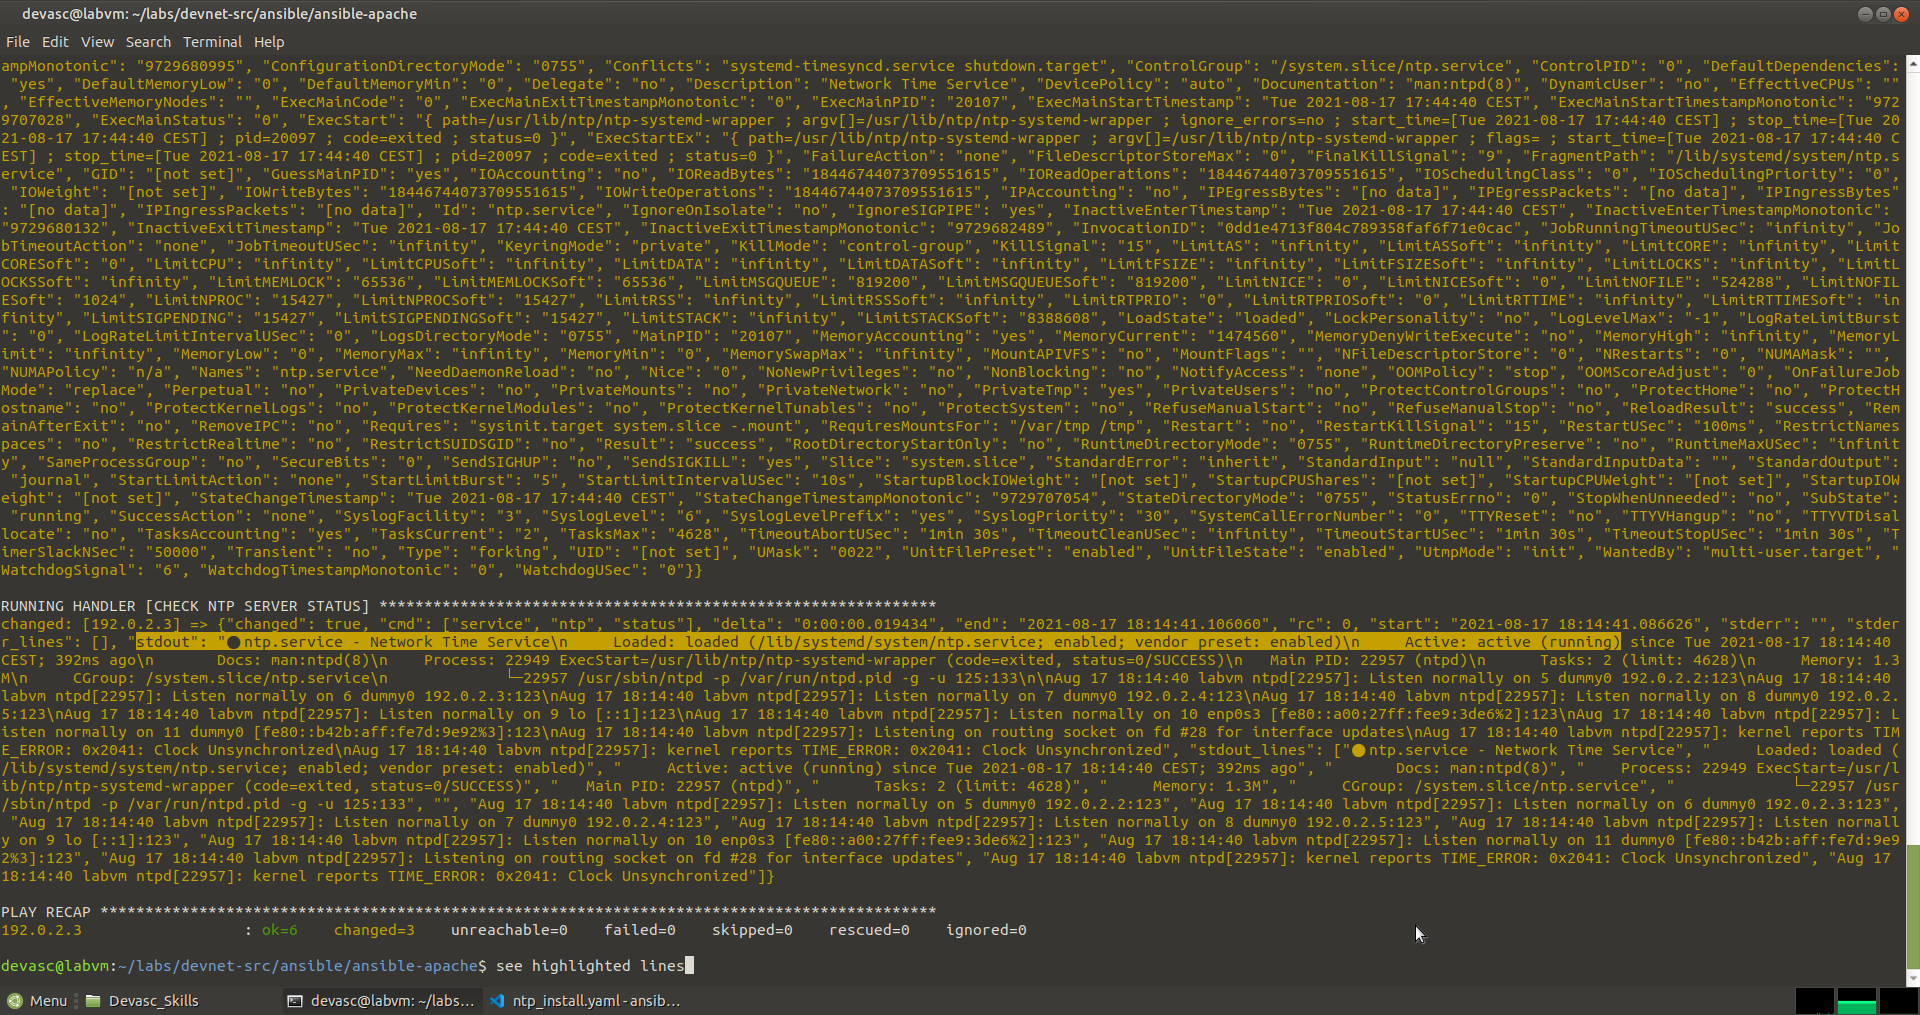 devasc@labvm: ~/labs/devnet-src/ansible/ansible-apache
File Edit View Search Terminal Help
ampMonotonic": "9729680995", "ConfigurationDirectoryMode": "0755", "Conflicts": "systemd-timesyncd.service shutdown.target", "ControlGroup": "/system.slice/ntp.service", "ControlPID": "0", "DefaultDependencies":
"yes", "DefaultMemoryLow": "0", "DefaultMemoryMin": "0", "Delegate": "no", "Description": "Network Time Service", "DevicePolicy": "auto", "Documentation": "man:ntpd(8)", "DynamicUser": "no", "EffectiveCPUs": ""
, "EffectiveMemoryNodes": "", "ExecMainCode": "0", "ExecMainExitTimestampMonotonic": "0", "ExecMainPID": "20107", "ExecMainStartTimestamp": "Tue 2021-08-17 17:44:40 CEST", "ExecMainStartTimestampMonotonic": "972
9707028", "ExecMainStatus": "0", "ExecStart": "{ path=/usr/lib/ntp/ntp-systemd-wrapper ; argv[]=/usr/lib/ntp/ntp-systemd-wrapper ; ignore_errors=no ; start_time=[Tue 2021-08-17 17:44:40 CEST] ; stop_time=[Tue 20
21-08-17 17:44:40 CEST] ; pid=20097 ; code=exited ; status=0 }", "ExecStartEx": "{ path=/usr/lib/ntp/ntp-systemd-wrapper ; argv[]=/usr/lib/ntp/ntp-systemd-wrapper ; flags= ; start_time=[Tue 2021-08-17 17:44:40 C
EST] ; stop_time=[Tue 2021-08-17 17:44:40 CEST] ; pid=20097 ; code=exited ; status=0 }", "FailureAction": "none", "FileDescriptorStoreMax": "0", "FinalKillSignal": "9", "FragmentPath": "/lib/systemd/system/ntp.s
ervice", "GID": "[not set]", "GuessMainPID": "yes", "IOAccounting": "no", "IOReadBytes": "18446744073709551615", "IOReadOperations": "18446744073709551615", "IOSchedulingClass": "0", "IOSchedulingPriority": "0",
"IOWeight": "[not set]", "IOWriteBytes": "18446744073709551615", "IOWriteOperations": "18446744073709551615", "IPAccounting": "no", "IPEgressBytes": "[no data]", "IPEgressPackets": "[no data]", "IPIngressBytes"
: "[no data]", "IPIngressPackets": "[no data]", "Id": "ntp.service", "IgnoreOnIsolate": "no", "IgnoreSIGPIPE": "yes", "InactiveEnterTimestamp": "Tue 2021-08-17 17:44:40 CEST", "InactiveEnterTimestampMonotonic":
"9729680132", "InactiveExitTimestamp": "Tue 2021-08-17 17:44:40 CEST", "InactiveExitTimestampMonotonic": "9729682489", "InvocationID": "0dd1e4713f804c789358faf6f71e0cac", "JobRunningTimeoutUSec": "infinity", "Jo
bTimeoutAction": "none", "JobTimeoutUSec": "infinity", "KeyringMode": "private", "KillMode": "control-group", "KillSignal": "15", "LimitAS": "infinity", "LimitASSoft": "infinity", "LimitCORE": "infinity", "Limit
CORESoft": "0", "LimitCPU": "infinity", "LimitCPUSoft": "infinity", "LimitDATA": "infinity", "LimitDATASoft": "infinity", "LimitFSIZE": "infinity", "LimitFSIZESoft": "infinity", "LimitLOCKS": "infinity", "LimitL
OCKSSoft": "infinity", "LimitMEMLOCK": "65536", "LimitMEMLOCKSoft": "65536", "LimitMSGQUEUE": "819200", "LimitMSGQUEUESoft": "819200", "LimitNICE": "0", "LimitNICESoft": "0", "LimitNOFILE": "524288", "LimitNOFIL
ESoft": "1024", "LimitNPROC": "15427", "LimitNPROCSoft": "15427", "LimitRSS": "infinity", "LimitRSSSoft": "infinity", "LimitRTPRIO": "0", "LimitRTPRIOSoft": "0", "LimitRTTIME": "infinity", "LimitRTTIMESoft": "in
finity", "LimitSIGPENDING": "15427", "LimitSIGPENDINGSoft": "15427", "LimitSTACK": "infinity", "LimitSTACKSoft": "8388608", "LoadState": "loaded", "LockPersonality": "no", "LogLevelMax": "-1", "LogRateLimitBurst
": "0", "LogRateLimitIntervalUSec": "0", "LogsDirectoryMode": "0755", "MainPID": "20107", "MemoryAccounting": "yes", "MemoryCurrent": "1474560", "MemoryDenyWriteExecute": "no", "MemoryHigh": "infinity", "MemoryL
imit": "infinity", "MemoryLow": "0", "MemoryMax": "infinity", "MemoryMin": "0", "MemorySwapMax": "infinity", "MountAPIVFS": "no", "MountFlags": "", "NFileDescriptorStore": "0", "NRestarts": "0", "NUMAMask": "",
"NUMAPolicy": "n/a", "Names": "ntp.service", "NeedDaemonReload": "no", "Nice": "0", "NoNewPrivileges": "no", "NonBlocking": "no", "NotifyAccess": "none", "OOMPolicy": "stop", "OOMScoreAdjust": "0", "OnFailureJob
Mode": "replace", "Perpetual": "no", "PrivateDevices": "no", "PrivateMounts": "no", "PrivateNetwork": "no", "PrivateTmp": "yes", "PrivateUsers": "no", "ProtectControlGroups": "no", "ProtectHome": "no", "ProtectH
ostname": "no", "ProtectKernelLogs": "no", "ProtectKernelModules": "no", "ProtectKernelTunables": "no", "ProtectSystem": "no", "RefuseManualStart": "no", "RefuseManualStop": "no", "ReloadResult": "success", "Rem
ainAfterExit": "no", "RemoveIPC": "no", "Requires": "sysinit.target system.slice -.mount", "RequiresMountsFor": "/var/tmp /tmp", "Restart": "no", "RestartKillSignal": "15", "RestartUSec": "100ms", "RestrictNames
paces": "no", "RestrictRealtime": "no", "RestrictSUIDSGID": "no", "Result": "success", "RootDirectoryStartOnly": "no", "RuntimeDirectoryMode": "0755", "RuntimeDirectoryPreserve": "no", "RuntimeMaxUSec": "infinit
y", "SameProcessGroup": "no", "SecureBits": "0", "SendSIGHUP": "no", "SendSIGKILL": "yes", "Slice": "system.slice", "StandardError": "inherit", "StandardInput": "null", "StandardInputData": "", "StandardOutput":
"journal", "StartLimitAction": "none", "StartLimitBurst": "5", "StartLimitIntervalUSec": "10s", "StartupBlockIOWeight": "[not set]", "StartupCPUShares": "[not set]", "StartupCPUWeight": "[not set]", "StartupIOW
eight": "[not set]", "StateChangeTimestamp": "Tue 2021-08-17 17:44:40 CEST", "StateChangeTimestampMonotonic": "9729707054", "StateDirectoryMode": "0755", "StatusErrno": "0", "StopWhenUnneeded": "no", "SubState":
"running", "SuccessAction": "none", "SyslogFacility": "3", "SyslogLevel": "6", "SyslogLevelPrefix": "yes", "SyslogPriority": "30", "SystemCallErrorNumber": "0", "TTYReset": "no", "TTYVHangup": "no", "TTYVTDisal
locate": "no", "TasksAccounting": "yes", "TasksCurrent": "2", "TasksMax": "4628", "TimeoutAbortUSec": "1min 30s", "TimeoutCleanUSec": "infinity", "TimeoutStartUSec": "1min 30s", "TimeoutStopUSec": "1min 30s", "T
imerSlackNSec": "50000", "Transient": "no", "Type": "forking", "UID": "[not set]", "UMask": "0022", "UnitFilePreset": "enabled", "UnitFileState": "enabled", "UtmpMode": "init", "WantedBy": "multi-user.target", "
WatchdogSignal": "6", "WatchdogTimestampMonotonic": "0", "WatchdogUSec": "0"}}
RUNNING HANDLER [CHECK NTP SERVER STATUS] **************************************************************
changed: [192.0.2.3] => {"changed": true, "cmd": ["service", "ntp", "status"], "delta": "0:00:00.019434", "end": "2021-08-17 18:14:41.106060", "rc": 0, "start": "2021-08-17 18:14:41.086626", "stderr": "", "stder
r_lines": [], "stdout": "●ntp.service - Network Time Service\n     Loaded: loaded (/lib/systemd/system/ntp.service; enabled; vendor preset: enabled)\n     Active: active (running) since Tue 2021-08-17 18:14:40
CEST; 392ms ago\n       Docs: man:ntpd(8)\n    Process: 22949 ExecStart=/usr/lib/ntp/ntp-systemd-wrapper (code=exited, status=0/SUCCESS)\n   Main PID: 22957 (ntpd)\n      Tasks: 2 (limit: 4628)\n     Memory: 1.3
M\n     CGroup: /system.slice/ntp.service\n             └─22957 /usr/sbin/ntpd -p /var/run/ntpd.pid -g -u 125:133\n\nAug 17 18:14:40 labvm ntpd[22957]: Listen normally on 5 dummy0 192.0.2.2:123\nAug 17 18:14:40
labvm ntpd[22957]: Listen normally on 6 dummy0 192.0.2.3:123\nAug 17 18:14:40 labvm ntpd[22957]: Listen normally on 7 dummy0 192.0.2.4:123\nAug 17 18:14:40 labvm ntpd[22957]: Listen normally on 8 dummy0 192.0.2.
5:123\nAug 17 18:14:40 labvm ntpd[22957]: Listen normally on 9 lo [::1]:123\nAug 17 18:14:40 labvm ntpd[22957]: Listen normally on 10 enp0s3 [fe80::a00:27ff:fee9:3de6%2]:123\nAug 17 18:14:40 labvm ntpd[22957]: L
isten normally on 11 dummy0 [fe80::b42b:aff:fe7d:9e92%3]:123\nAug 17 18:14:40 labvm ntpd[22957]: Listening on routing socket on fd #28 for interface updates\nAug 17 18:14:40 labvm ntpd[22957]: kernel reports TIM
E_ERROR: 0x2041: Clock Unsynchronized\nAug 17 18:14:40 labvm ntpd[22957]: kernel reports TIME_ERROR: 0x2041: Clock Unsynchronized", "stdout_lines": ["●ntp.service - Network Time Service", "     Loaded: loaded (
/lib/systemd/system/ntp.service; enabled; vendor preset: enabled)", "     Active: active (running) since Tue 2021-08-17 18:14:40 CEST; 392ms ago", "       Docs: man:ntpd(8)", "    Process: 22949 ExecStart=/usr/l
ib/ntp/ntp-systemd-wrapper (code=exited, status=0/SUCCESS)", "   Main PID: 22957 (ntpd)", "      Tasks: 2 (limit: 4628)", "     Memory: 1.3M", "     CGroup: /system.slice/ntp.service", "             └─22957 /usr
/sbin/ntpd -p /var/run/ntpd.pid -g -u 125:133", "", "Aug 17 18:14:40 labvm ntpd[22957]: Listen normally on 5 dummy0 192.0.2.2:123", "Aug 17 18:14:40 labvm ntpd[22957]: Listen normally on 6 dummy0 192.0.2.3:123",
"Aug 17 18:14:40 labvm ntpd[22957]: Listen normally on 7 dummy0 192.0.2.4:123", "Aug 17 18:14:40 labvm ntpd[22957]: Listen normally on 8 dummy0 192.0.2.5:123", "Aug 17 18:14:40 labvm ntpd[22957]: Listen normall
y on 9 lo [::1]:123", "Aug 17 18:14:40 labvm ntpd[22957]: Listen normally on 10 enp0s3 [fe80::a00:27ff:fee9:3de6%2]:123", "Aug 17 18:14:40 labvm ntpd[22957]: Listen normally on 11 dummy0 [fe80::b42b:aff:fe7d:9e9
2%3]:123", "Aug 17 18:14:40 labvm ntpd[22957]: Listening on routing socket on fd #28 for interface updates", "Aug 17 18:14:40 labvm ntpd[22957]: kernel reports TIME_ERROR: 0x2041: Clock Unsynchronized", "Aug 17
18:14:40 labvm ntpd[22957]: kernel reports TIME_ERROR: 0x2041: Clock Unsynchronized"]}
PLAY RECAP *********************************************************************************************
192.0.2.3                  : ok=6    changed=3    unreachable=0    failed=0    skipped=0    rescued=0    ignored=0
devasc@labvm:~/labs/devnet-src/ansible/ansible-apache$ see highlighted lines
Menu Devasc_Skills devasc@labvm: ~/labs... ntp_install.yaml - ansib...